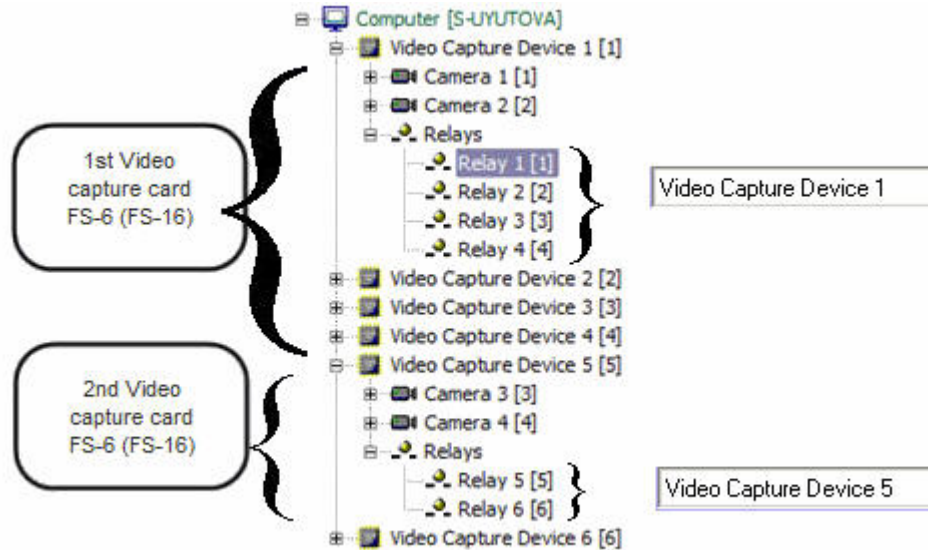 Computer [S-UYUTOVA]
Video Capture Device 1 [1]
Camera 1 [1]
Camera 2 [2]
Relays
Relay 1 [1]
Relay 2 [2]
Relay 3 [3]
Relay 4 [4]
Video Capture Device 2 [2]
Video Capture Device 3 [3]
Video Capture Device 4 [4]
Video Capture Device 5 [5]
Camera 3 [3]
Camera 4 [4]
Relays
Relay 5 [5]
Relay 6 [6]
Video Capture Device 6 [6]
1st Video
capture card
FS-6 (FS-16)
2nd Video
capture card
FS-6 (FS-16)
Video Capture Device 1
Video Capture Device 5